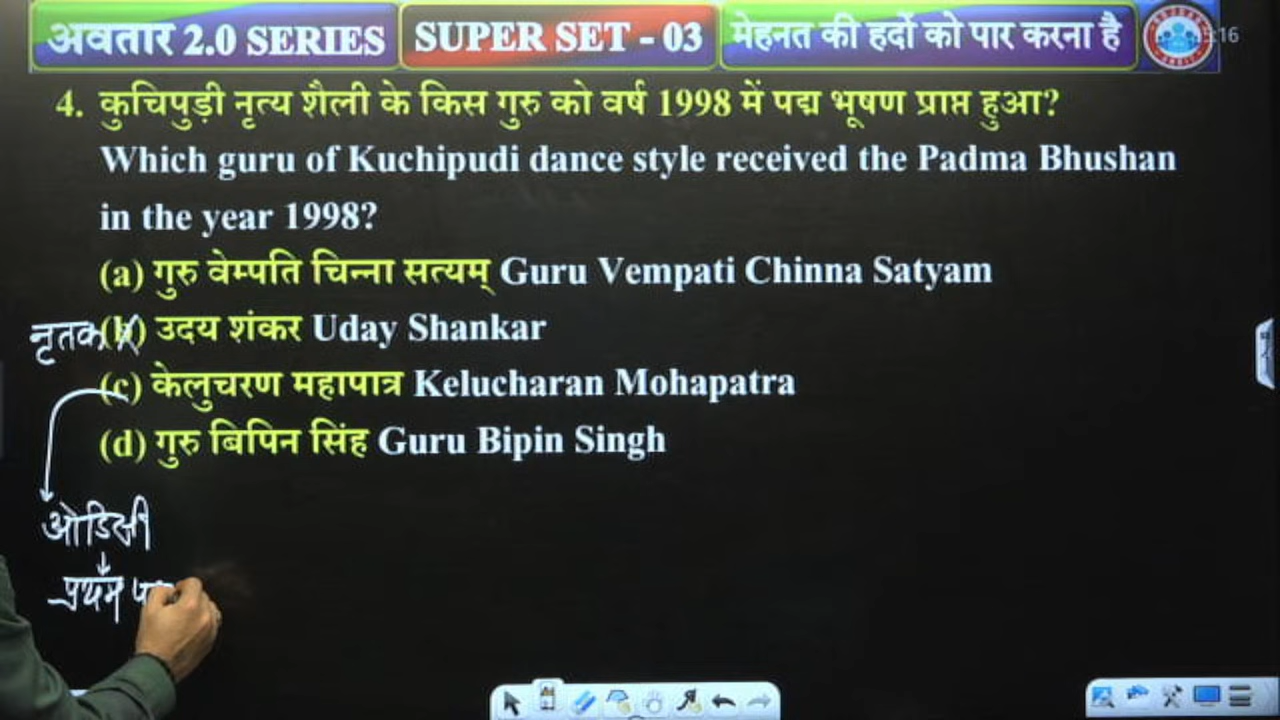 अवतार 2.0 SERIES
SUPER SET - 03
मेहनत की हदों को पार करना है
:16
4. कुचिपुड़ी नृत्य शैली के किस गुरु को वर्ष 1998 में पद्म भूषण प्राप्त हुआ?
Which guru of Kuchipudi dance style received the Padma Bhushan
in the year 1998?
(a) गुरु वेम्पति चिन्ना सत्यम् Guru Vempati Chinna Satyam
नृतक (b) उदय शंकर Uday Shankar
(c) केलुचरण महापात्र Kelucharan Mohapatra
(d) गुरु बिपिन सिंह Guru Bipin Singh
ओडिसी
प्रथम